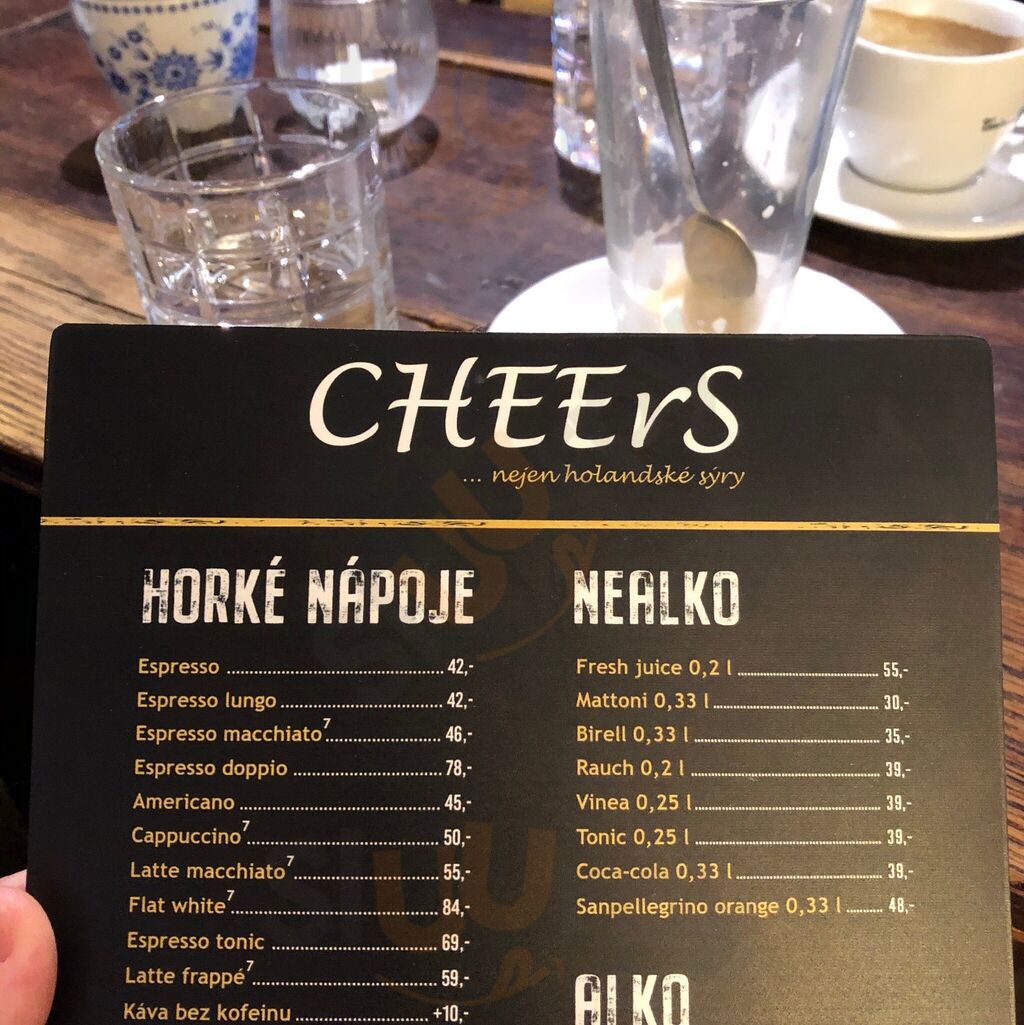 CHEErS
... nejen holandské sýry
HORKÉ NÁPOJE
Espresso ........ 42,-
Espresso lungo ........ 42,-
Espresso macchiato7 ........ 46,-
Espresso doppio ........ 78,-
Americano ........ 45,-
Cappuccino7 ........ 50,-
Latte macchiato7 ........ 55,-
Flat white7 ........ 84,-
Espresso tonic ........ 69,-
Latte frappé7 ........ 59,-
Káva bez kofeinu ........ +10,-
NEALKO
Fresh juice 0,2 l ........ 55,-
Mattoni 0,33 l ........ 30,-
Birell 0,33 l ........ 35,-
Rauch 0,2 l ........ 39,-
Vinea 0,25 l ........ 39,-
Tonic 0,25 l ........ 39,-
Coca-cola 0,33 l ........ 39,-
Sanpellegrino orange 0,33 l ........ 48,-
ALKO